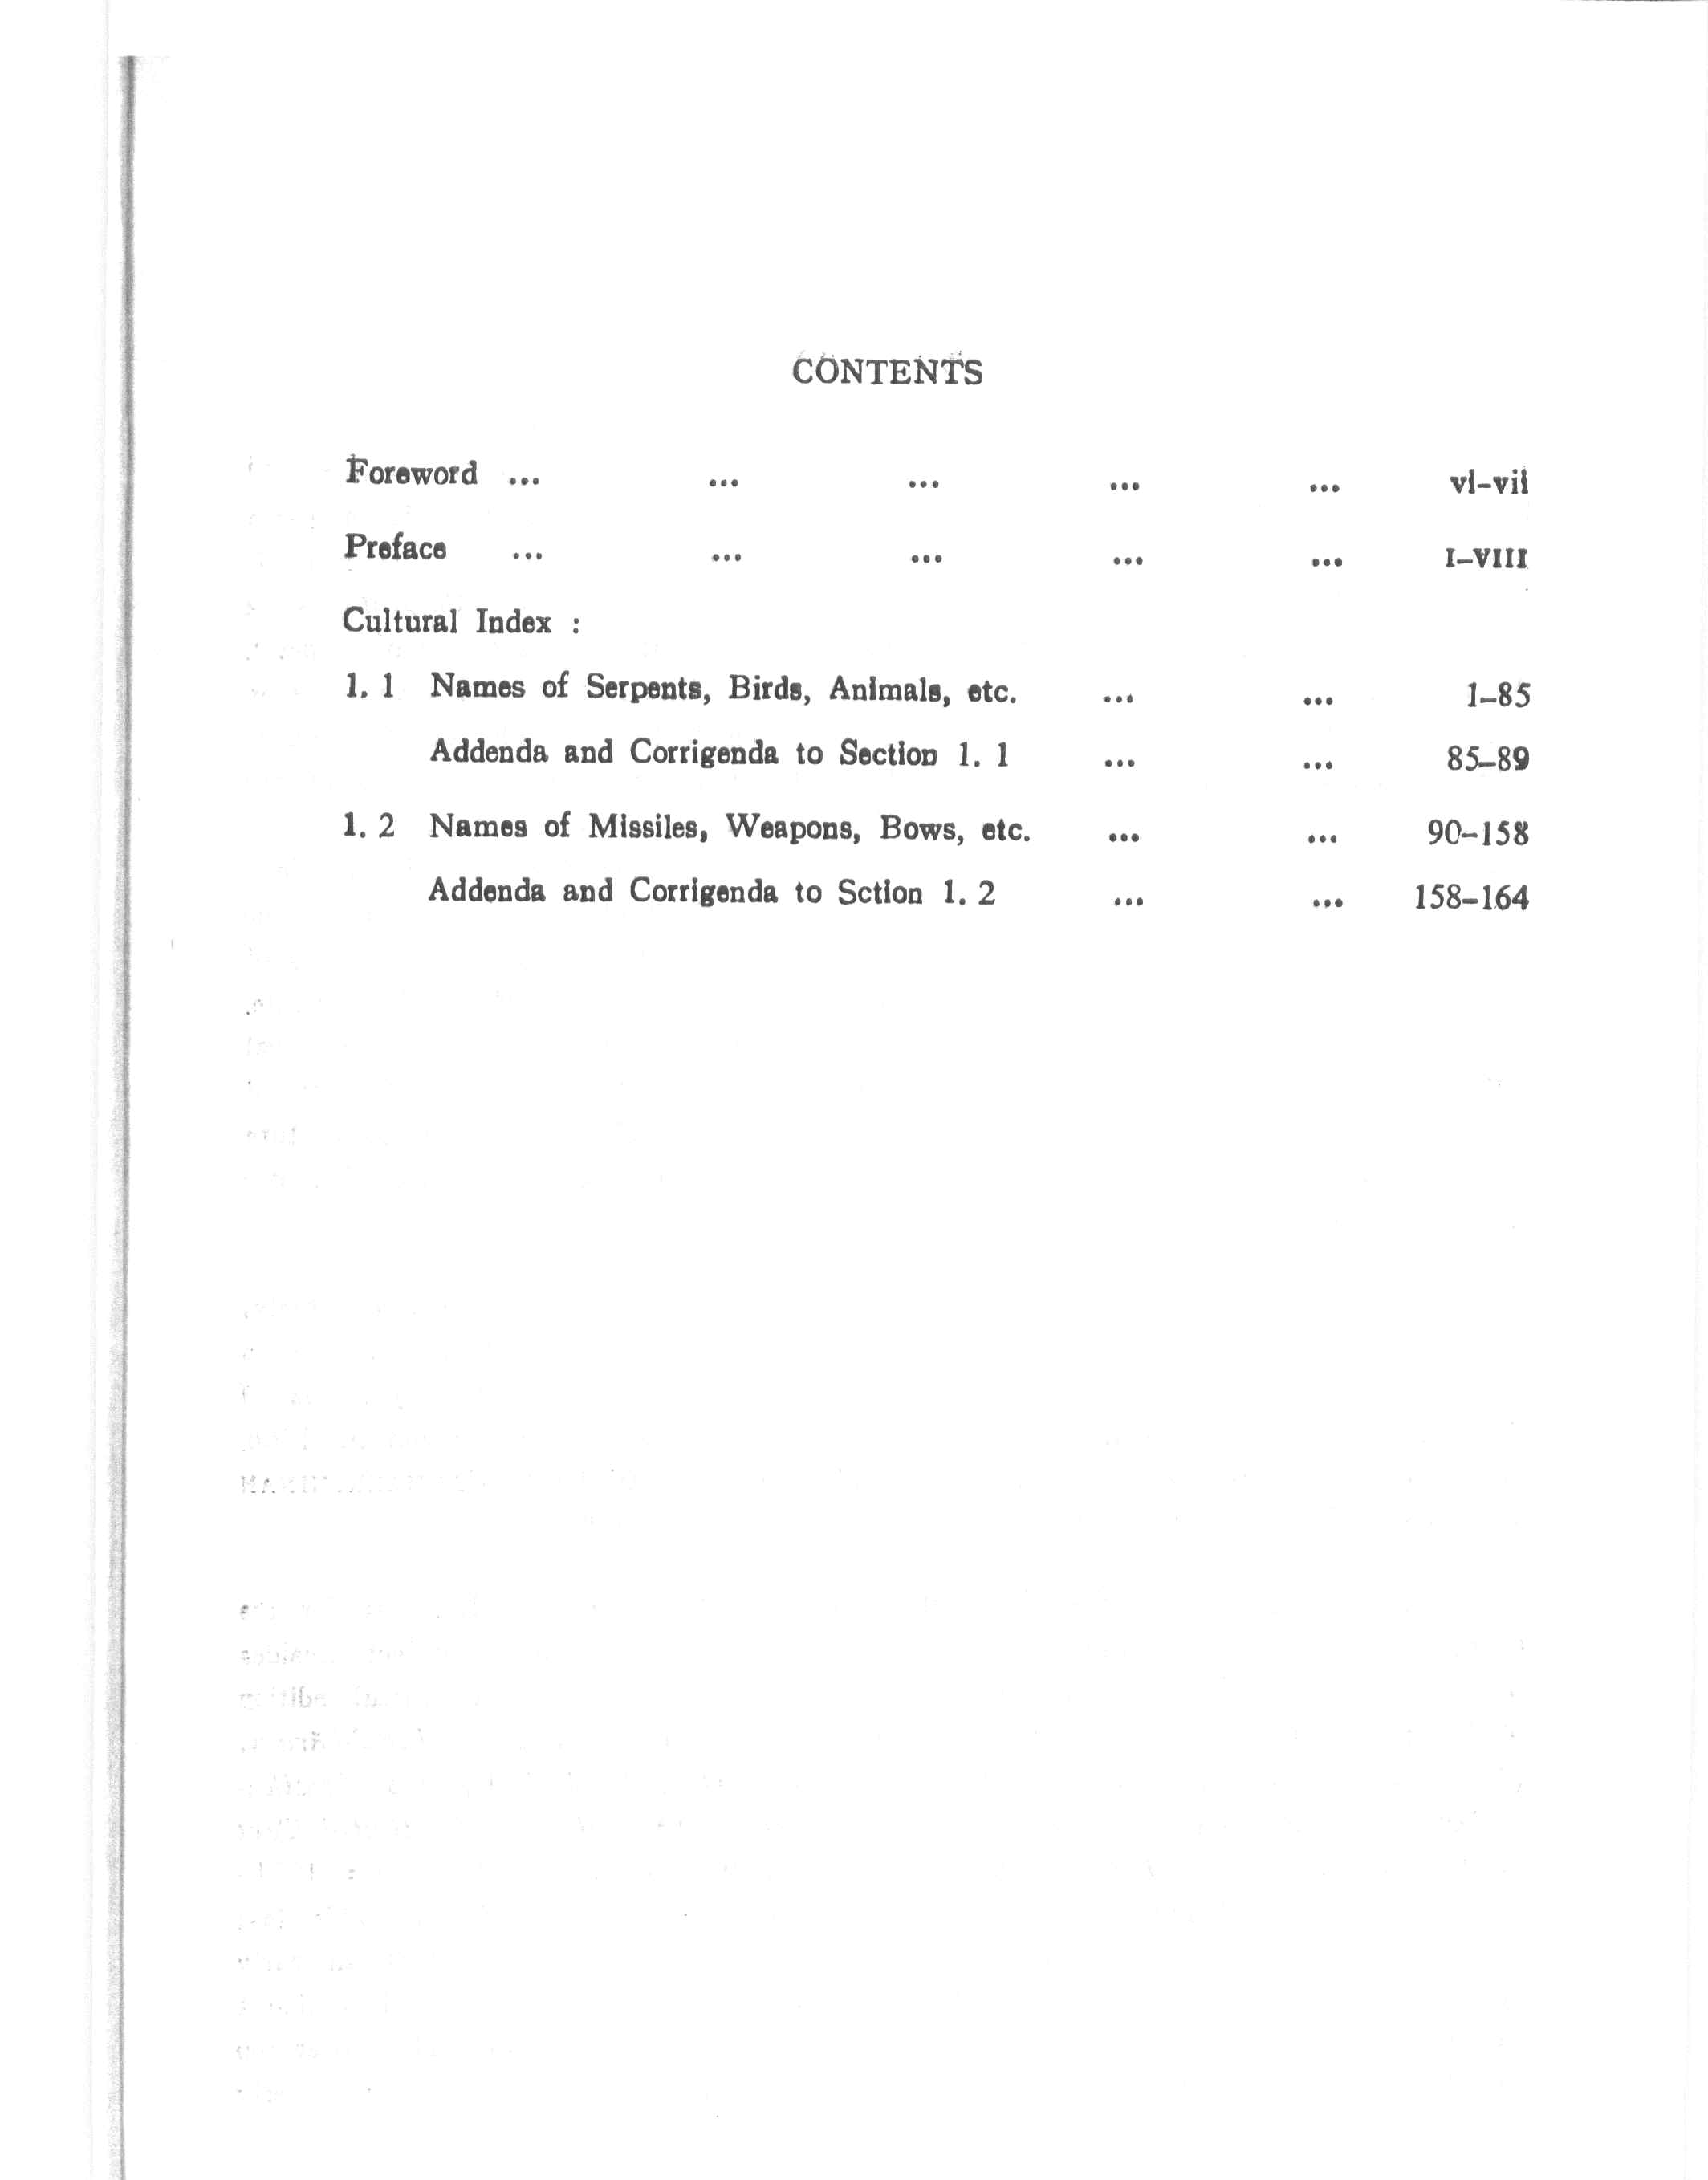 CONTENTS
Foreword ... ... ... ... ... vi-vii
Preface ... ... ... ... ... I-VIII
Cultural Index :
1. 1 Names of Serpents, Birds, Animals, etc. ... ... 1-85
Addenda and Corrigenda to Section 1. 1 ... ... 85-89
1. 2 Names of Missiles, Weapons, Bows, etc. ... ... 90-158
Addenda and Corrigenda to Sction 1. 2 ... ... 158-164